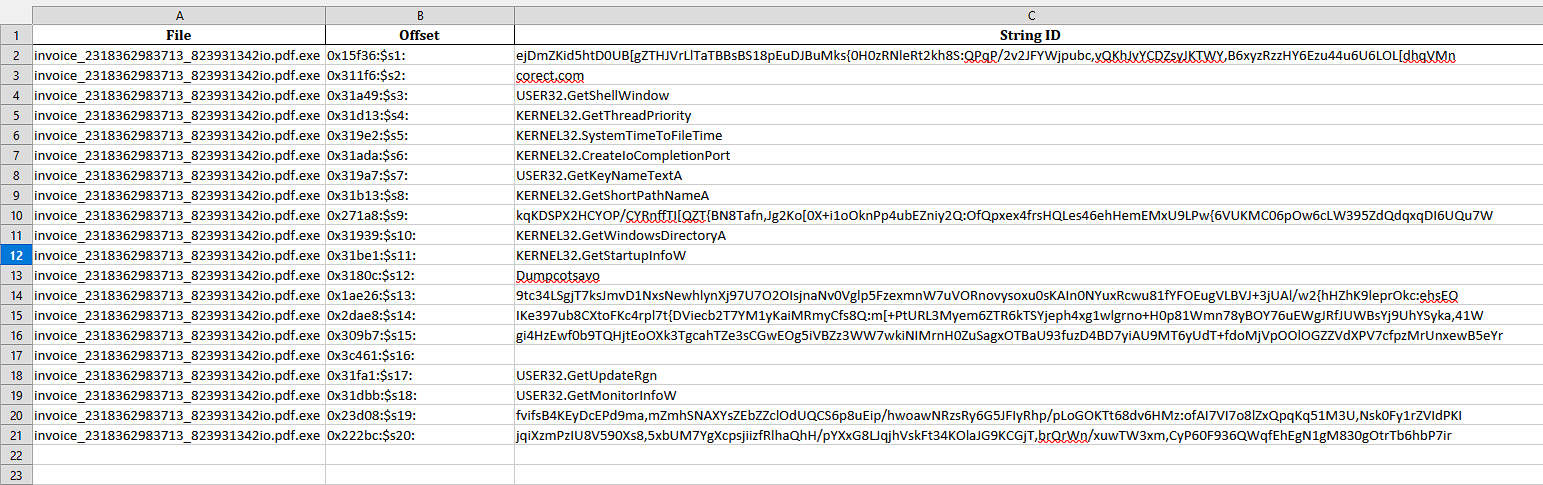 A B C
1 File Offset String ID
2 invoice_2318362983713_823931342io.pdf.exe 0x15f36:$s1: ejDmZKid5htD0UB[gZTHJVrLlTaTBBsBS18pEuDJBuMks{0H0zRNleRt2kh8S:QPqP/2v2JFYWjpubc,vQKhJyYCDZsyJKTWY,B6xyzRzzHY6Ezu44u6U6LOL[dhqVMn
3 invoice_2318362983713_823931342io.pdf.exe 0x311f6:$s2: corect.com
4 invoice_2318362983713_823931342io.pdf.exe 0x31a49:$s3: USER32.GetShellWindow
5 invoice_2318362983713_823931342io.pdf.exe 0x31d13:$s4: KERNEL32.GetThreadPriority
6 invoice_2318362983713_823931342io.pdf.exe 0x319e2:$s5: KERNEL32.SystemTimeToFileTime
7 invoice_2318362983713_823931342io.pdf.exe 0x31ada:$s6: KERNEL32.CreateIoCompletionPort
8 invoice_2318362983713_823931342io.pdf.exe 0x319a7:$s7: USER32.GetKeyNameTextA
9 invoice_2318362983713_823931342io.pdf.exe 0x31b13:$s8: KERNEL32.GetShortPathNameA
10 invoice_2318362983713_823931342io.pdf.exe 0x271a8:$s9: kqKDSPX2HCYOP/CYRnffTJ[QZT{BN8Tafn,Jg2Ko[0X+i1oOknPp4ubEZniy2Q:OfQpxex4frsHQLes46ehHemEMxU9LPw{6VUKMC06pOw6cLW395ZdQdqxqDI6UQu7W
11 invoice_2318362983713_823931342io.pdf.exe 0x31939:$s10: KERNEL32.GetWindowsDirectoryA
12 invoice_2318362983713_823931342io.pdf.exe 0x31be1:$s11: KERNEL32.GetStartupInfoW
13 invoice_2318362983713_823931342io.pdf.exe 0x3180c:$s12: Dumpcotsavo
14 invoice_2318362983713_823931342io.pdf.exe 0x1ae26:$s13: 9tc34LSgjT7ksJmvD1NxsNewhlynXj97U7O2OIsjnaNv0Vglp5FzexmnW7uVORnovysoxu0sKAIn0NYuxRcwu81fYFOEugVLBVJ+3jUAl/w2{hHZhK9leprOkc:ehsEQ
15 invoice_2318362983713_823931342io.pdf.exe 0x2dae8:$s14: IKe397ub8CXtoFKc4rpl7t{DViecb2T7YM1yKaiMRmyCfs8Q:m[+PtURL3Myem6ZTR6kTSYjeph4xg1wlgrno+H0p81Wmn78yBOY76uEWgJRfJUWBsYj9UhYSyka,41W
16 invoice_2318362983713_823931342io.pdf.exe 0x309b7:$s15: gi4HzEwf0b9TQHjtEoOXk3TgcahTZe3sCGwEOg5iVBZz3WW7wkiNIMrnH0ZuSagxOTBaU93fuzD4BD7yiAU9MT6yUdT+fdoMjVpOOlOGZZVdXPV7cfpzMrUnxewB5eYr
17 invoice_2318362983713_823931342io.pdf.exe 0x3c461:$s16:
18 invoice_2318362983713_823931342io.pdf.exe 0x31fa1:$s17: USER32.GetUpdateRgn
19 invoice_2318362983713_823931342io.pdf.exe 0x31dbb:$s18: USER32.GetMonitorInfoW
20 invoice_2318362983713_823931342io.pdf.exe 0x23d08:$s19: fvifsB4KEyDcEPd9ma,mZmhSNAXYsZEbZZclOdUQCS6p8uEip/hwoawNRzsRy6G5JFIyRhp/pLoGOKTt68dv6HMz:ofAI7VI7o8lZxQpqKq51M3U,Nsk0Fy1rZVIdPKI
21 invoice_2318362983713_823931342io.pdf.exe 0x222bc:$s20: jqiXzmPzIU8V590Xs8,5xbUM7YgXcpsjiizfRlhaQhH/pYXxG8LJqjhVskFt34KOlaJG9KCGjT,brQrWn/xuwTW3xm,CyP60F936QWqfEhEgN1gM830gOtrTb6hbP7ir
22
23